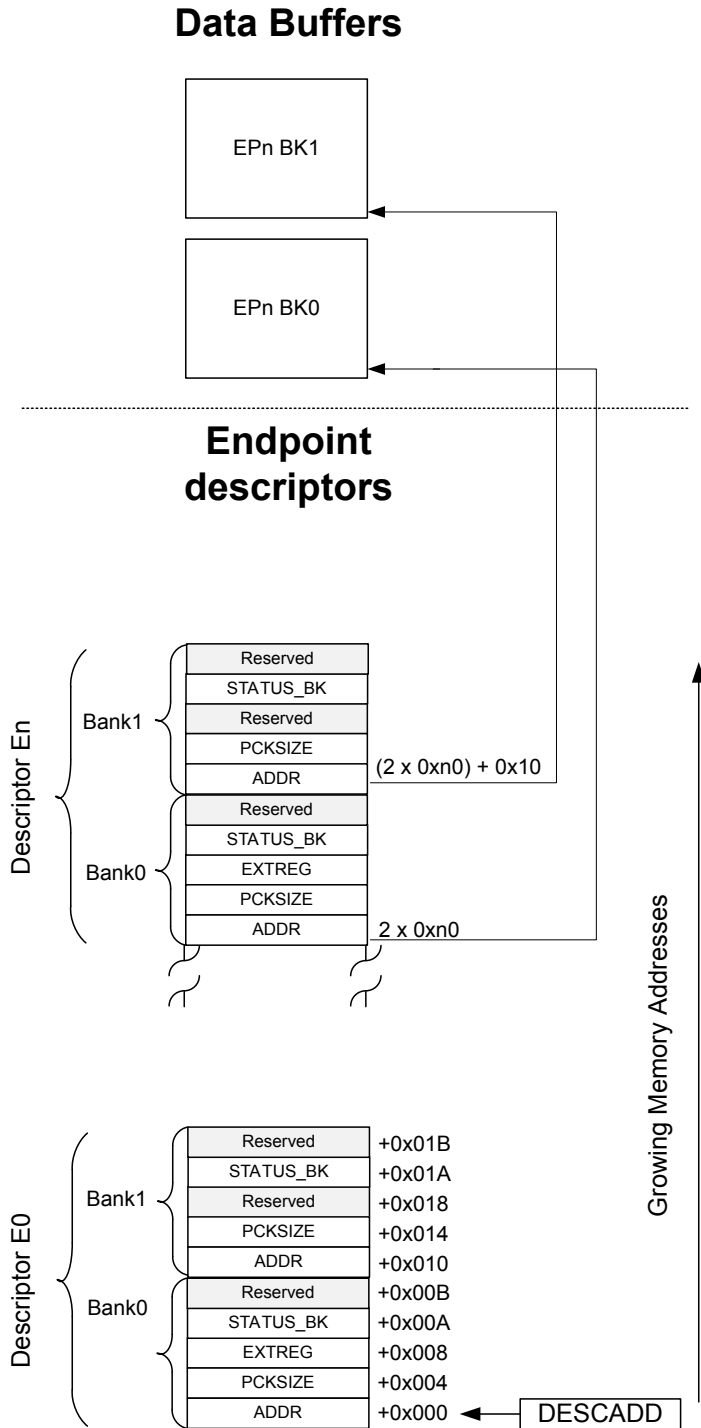 Data Buffers
EPn BK1
EPn BK0
Endpoint
descriptors
Descriptor En
Bank1
Reserved
STATUS_BK
Reserved
PCKSIZE
ADDR (2 x 0xn0) + 0x10
Bank0
Reserved
STATUS_BK
EXTREG
PCKSIZE
ADDR 2 x 0xn0
Growing Memory Addresses
Descriptor E0
Bank1
Reserved +0x01B
STATUS_BK +0x01A
Reserved +0x018
PCKSIZE +0x014
ADDR +0x010
Bank0
Reserved +0x00B
STATUS_BK +0x00A
EXTREG +0x008
PCKSIZE +0x004
ADDR +0x000 DESCADD